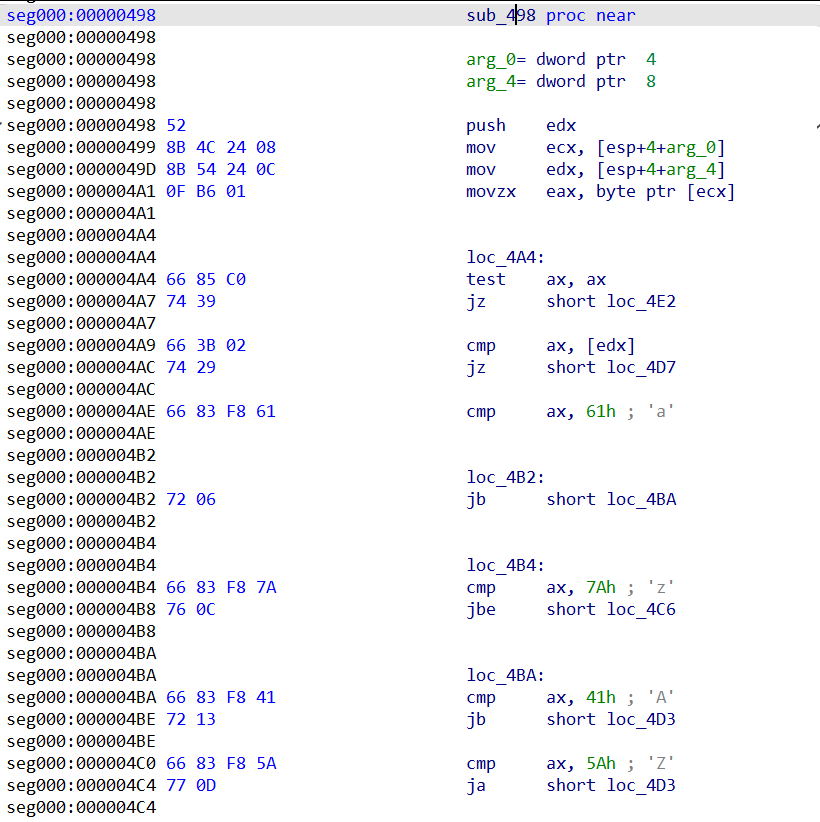 seg000:00000498 sub_498 proc near
seg000:00000498
seg000:00000498 arg_0= dword ptr  4
seg000:00000498 arg_4= dword ptr  8
seg000:00000498
seg000:00000498 52 push edx
seg000:00000499 8B 4C 24 08 mov ecx, [esp+4+arg_0]
seg000:0000049D 8B 54 24 0C mov edx, [esp+4+arg_4]
seg000:000004A1 0F B6 01 movzx eax, byte ptr [ecx]
seg000:000004A1
seg000:000004A4
seg000:000004A4 loc_4A4:
seg000:000004A4 66 85 C0 test ax, ax
seg000:000004A7 74 39 jz short loc_4E2
seg000:000004A7
seg000:000004A9 66 3B 02 cmp ax, [edx]
seg000:000004AC 74 29 jz short loc_4D7
seg000:000004AC
seg000:000004AE 66 83 F8 61 cmp ax, 61h ; 'a'
seg000:000004AE
seg000:000004B2
seg000:000004B2 loc_4B2:
seg000:000004B2 72 06 jb short loc_4BA
seg000:000004B2
seg000:000004B4
seg000:000004B4 loc_4B4:
seg000:000004B4 66 83 F8 7A cmp ax, 7Ah ; 'z'
seg000:000004B8 76 0C jbe short loc_4C6
seg000:000004B8
seg000:000004BA
seg000:000004BA loc_4BA:
seg000:000004BA 66 83 F8 41 cmp ax, 41h ; 'A'
seg000:000004BE 72 13 jb short loc_4D3
seg000:000004BE
seg000:000004C0 66 83 F8 5A cmp ax, 5Ah ; 'Z'
seg000:000004C4 77 0D ja short loc_4D3
seg000:000004C4